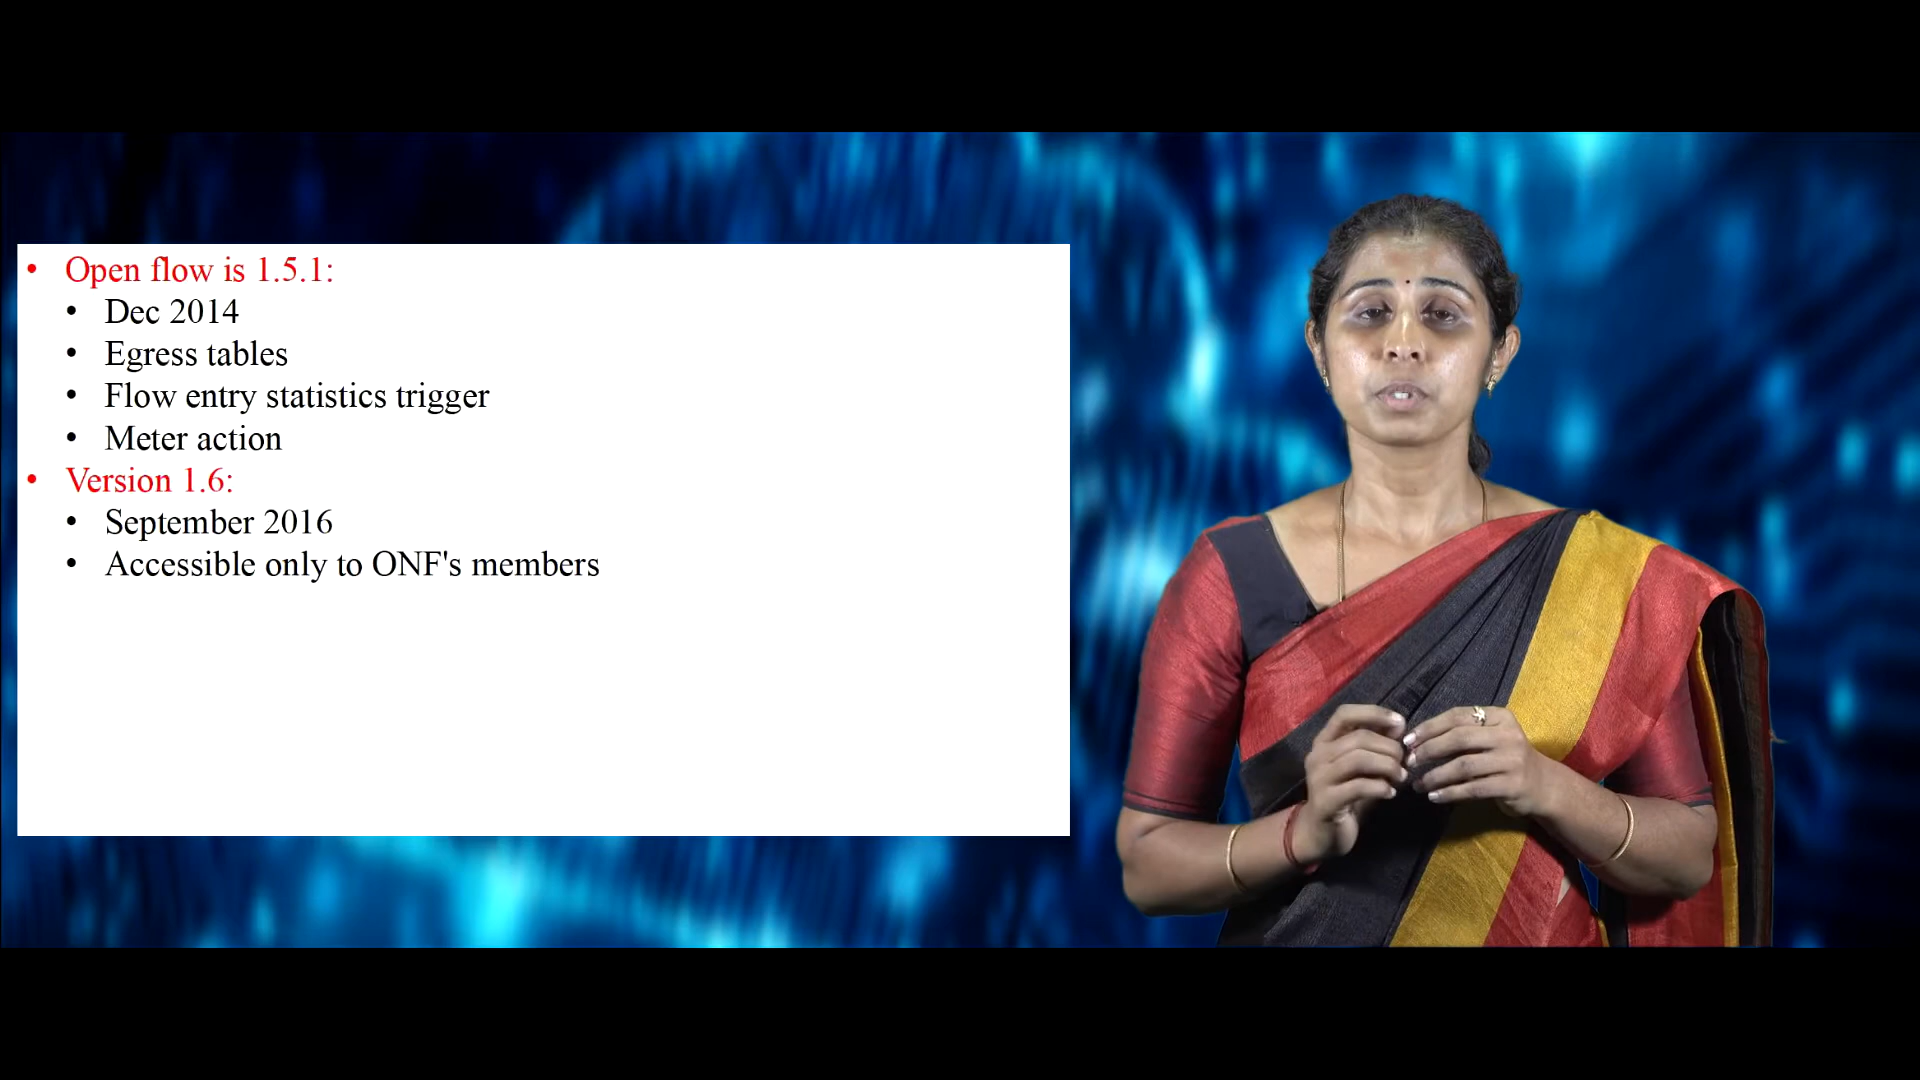 • Open flow is 1.5.1:
• Dec 2014
• Egress tables
• Flow entry statistics trigger
• Meter action
• Version 1.6:
• September 2016
• Accessible only to ONF's members